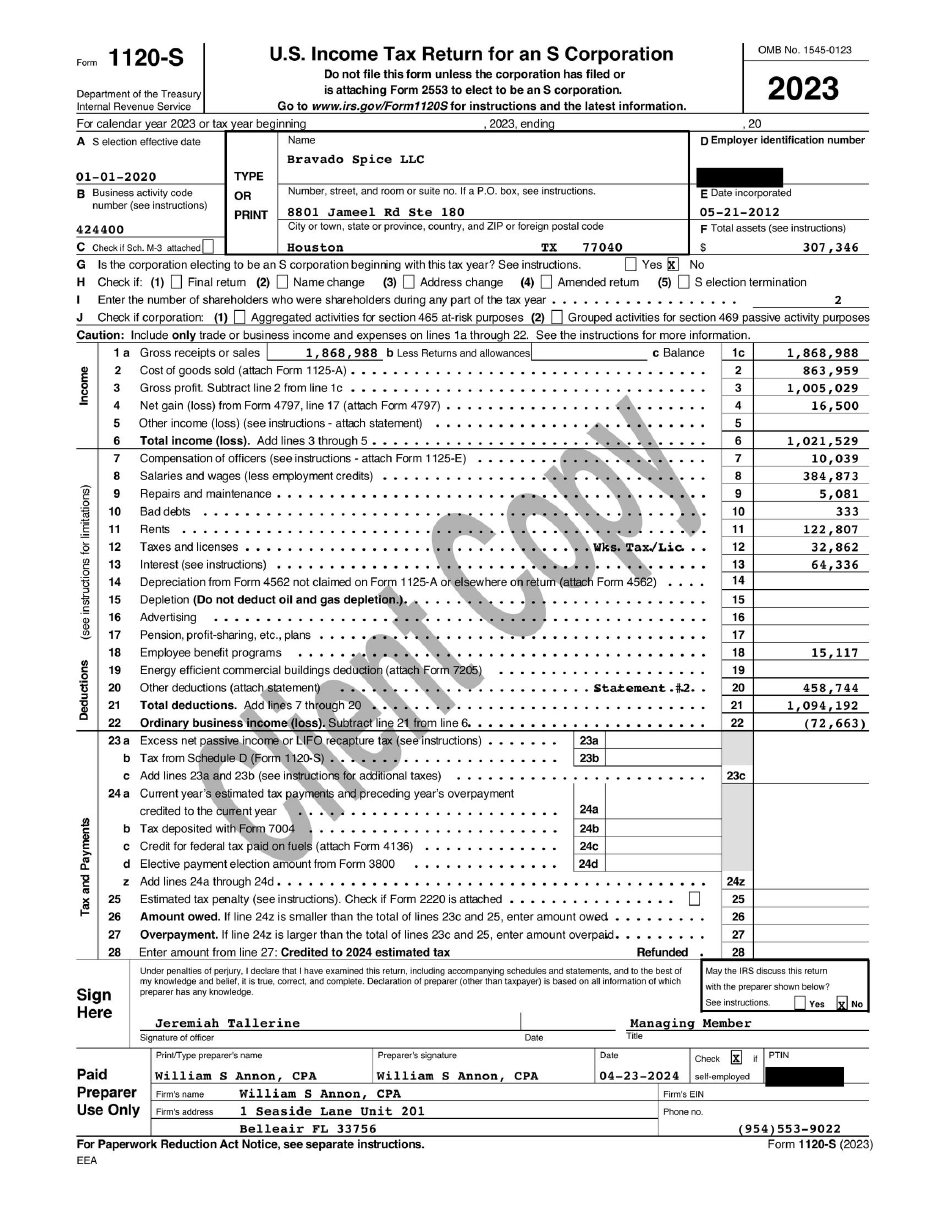 Form 1120-S
Department of the Treasury
Internal Revenue Service
U.S. Income Tax Return for an S Corporation
Do not file this form unless the corporation has filed or
is attaching Form 2553 to elect to be an S corporation.
Go to www.irs.gov/Form1120S for instructions and the latest information.
OMB No. 1545-0123
2023
For calendar year 2023 or tax year beginning , 2023, ending , 20
A S election effective date
01-01-2020
B Business activity code
number (see instructions)
424400
C Check if Sch. M-3 attached
TYPE
OR
PRINT
Name
Bravado Spice LLC
Number, street, and room or suite no. If a P.O. box, see instructions.
8801 Jameel Rd Ste 180
City or town, state or province, country, and ZIP or foreign postal code
Houston TX 77040
D Employer identification number
E Date incorporated
05-21-2012
F Total assets (see instructions)
$ 307,346
G Is the corporation electing to be an S corporation beginning with this tax year? See instructions. Yes X No
H Check if: (1) Final return (2) Name change (3) Address change (4) Amended return (5) S election termination
I Enter the number of shareholders who were shareholders during any part of the tax year . . . . . . . . . . . . . . . . . . 2
J Check if corporation: (1) Aggregated activities for section 465 at-risk purposes (2) Grouped activities for section 469 passive activity purposes
Caution: Include only trade or business income and expenses on lines 1a through 22. See the instructions for more information.
Income
1 a Gross receipts or sales 1,868,988 b Less Returns and allowances c Balance 1c 1,868,988
2 Cost of goods sold (attach Form 1125-A) 2 863,959
3 Gross profit. Subtract line 2 from line 1c 3 1,005,029
4 Net gain (loss) from Form 4797, line 17 (attach Form 4797) 4 16,500
5 Other income (loss) (see instructions - attach statement) 5
6 Total income (loss). Add lines 3 through 5 6 1,021,529
Deductions (see instructions for limitations)
7 Compensation of officers (see instructions - attach Form 1125-E) 7 10,039
8 Salaries and wages (less employment credits) 8 384,873
9 Repairs and maintenance 9 5,081
10 Bad debts 10 333
11 Rents 11 122,807
12 Taxes and licenses Wks. Tax/Lic 12 32,862
13 Interest (see instructions) 13 64,336
14 Depreciation from Form 4562 not claimed on Form 1125-A or elsewhere on return (attach Form 4562) 14
15 Depletion (Do not deduct oil and gas depletion.) 15
16 Advertising 16
17 Pension, profit-sharing, etc., plans 17
18 Employee benefit programs 18 15,117
19 Energy efficient commercial buildings deduction (attach Form 7205) 19
20 Other deductions (attach statement) Statement #2 20 458,744
21 Total deductions. Add lines 7 through 20 21 1,094,192
22 Ordinary business income (loss). Subtract line 21 from line 6 22 (72,663)
Tax and Payments
23 a Excess net passive income or LIFO recapture tax (see instructions) 23a
b Tax from Schedule D (Form 1120-S) 23b
c Add lines 23a and 23b (see instructions for additional taxes) 23c
24 a Current year's estimated tax payments and preceding year's overpayment
credited to the current year 24a
b Tax deposited with Form 7004 24b
c Credit for federal tax paid on fuels (attach Form 4136) 24c
d Elective payment election amount from Form 3800 24d
z Add lines 24a through 24d 24z
25 Estimated tax penalty (see instructions). Check if Form 2220 is attached 25
26 Amount owed. If line 24z is smaller than the total of lines 23c and 25, enter amount owed 26
27 Overpayment. If line 24z is larger than the total of lines 23c and 25, enter amount overpaid 27
28 Enter amount from line 27: Credited to 2024 estimated tax Refunded 28
Client Copy
Sign
Here
Under penalties of perjury, I declare that I have examined this return, including accompanying schedules and statements, and to the best of
my knowledge and belief, it is true, correct, and complete. Declaration of preparer (other than taxpayer) is based on all information of which
preparer has any knowledge.
Jeremiah Tallerine Managing Member
Signature of officer Date Title
May the IRS discuss this return
with the preparer shown below?
See instructions. Yes X No
Paid
Preparer
Use Only
Print/Type preparer's name Preparer's signature Date Check X if PTIN
William S Annon, CPA William S Annon, CPA 04-23-2024 self-employed
Firm's name William S Annon, CPA Firm's EIN
Firm's address 1 Seaside Lane Unit 201 Phone no.
Belleair FL 33756 (954)553-9022
For Paperwork Reduction Act Notice, see separate instructions. Form 1120-S (2023)
EEA